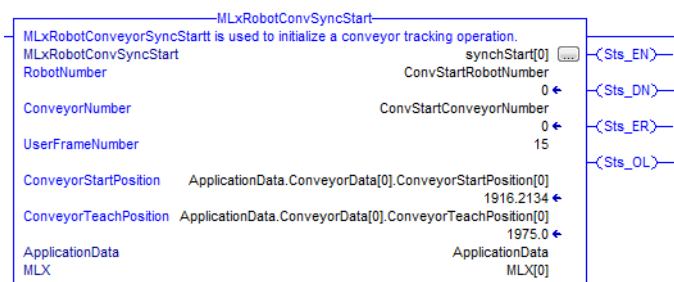 MLxRobotConvSyncStart
MLxRobotConveyorSyncStartt is used to initialize a conveyor tracking operation.
MLxRobotConvSyncStart synchStart[0] ... (Sts_EN)
RobotNumber ConvStartRobotNumber
0 (Sts_DN)
ConveyorNumber ConvStartConveyorNumber
0 (Sts_ER)
UserFrameNumber 15
(Sts_OL)
ConveyorStartPosition ApplicationData.ConveyorData[0].ConveyorStartPosition[0]
1916.2134
ConveyorTeachPosition ApplicationData.ConveyorData[0].ConveyorTeachPosition[0]
1975.0
ApplicationData ApplicationData
MLX MLX[0]